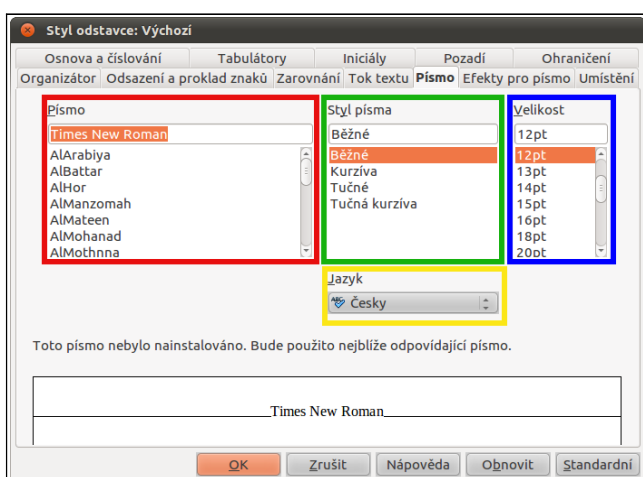 Styl odstavce: Výchozí
Osnova a číslování Tabulátory Iniciály Pozadí Ohraničení
Organizátor Odsazení a proklad znaků Zarovnání Tok textu Písmo Efekty pro písmo Umístění
Písmo Styl písma Velikost
Times New Roman Běžné 12pt
AlArabiya Běžné 12pt
AlBattar Kurzíva 13pt
AlHor Tučné 14pt
AlManzomah Tučná kurzíva 15pt
AlMateen 16pt
AlMohanad 18pt
AlMothnna 20pt
Jazyk
Česky
Toto písmo nebylo nainstalováno. Bude použito nejblíže odpovídající písmo.
Times New Roman
OK Zrušit Nápověda Obnovit Standardní